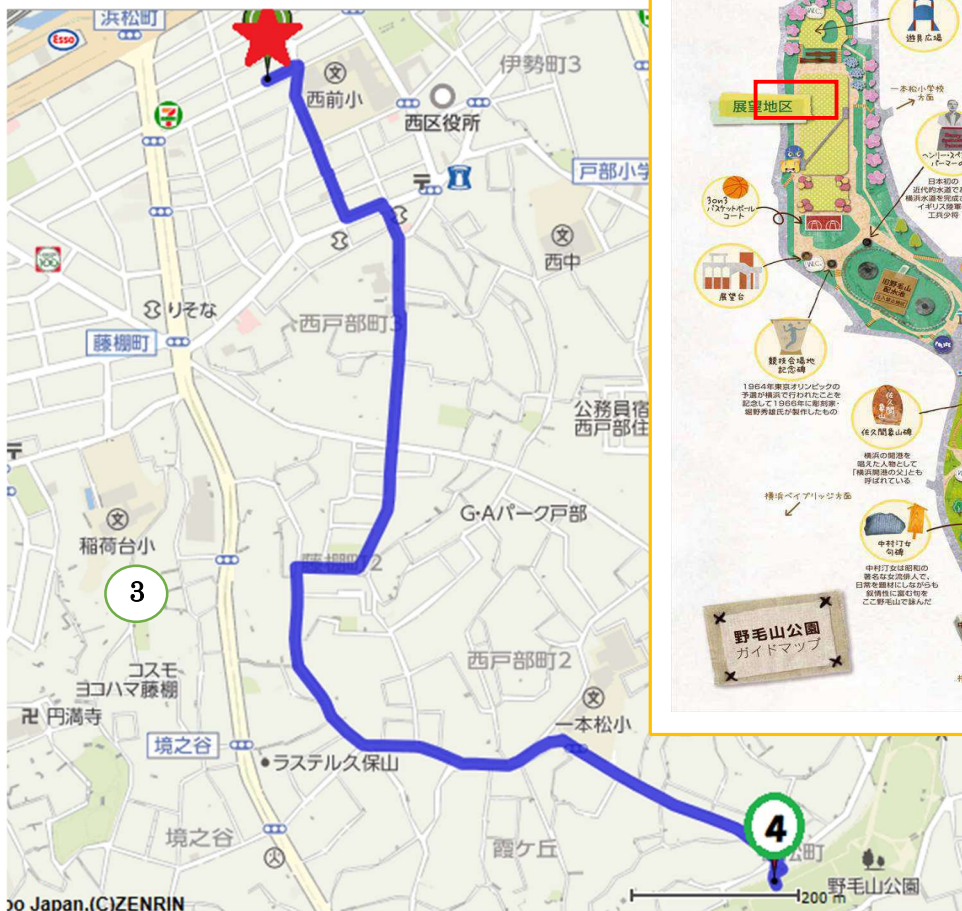 浜松町
Esso
伊勢町3
西前小
西区役所
戸部小学
西中
りそな
西戸部町3
藤棚町
公務員宿
西戸部住
G・Aパーク戸部
稲荷台小
藤棚町2
3
西戸部町2
コスモ
ヨコハマ藤棚
円満寺
一本松小
境之谷
ラステル久保山
4
境之谷
霞ケ丘
松町
野毛山公園
200 m
oo Japan,(C)ZENRIN
W.C.
遊具広場
展望地区
一本松小学校
方面
ヘンリー・スペ
パーマーの
日本初の
近代的水道であ
横浜水道を完成さ
イギリス陸軍
工兵少将
3on3
バスケットボール
コート
W.C.
展望台
旧野毛山
配水池
競技会場地
記念碑
1964年東京オリンピックの
予選が横浜で行われたことを
記念して1966年に彫刻家・
堀野秀雄氏が製作したもの
佐久間象山碑
横浜の開港を
唱えた人物として
「横浜開港の父」とも
呼ばれている
横浜ベイブリッジ方面
中村汀女
句碑
中村汀女は昭和の
著名な女流俳人で、
日常を題材にしながらも
叙情性に富む句を
ここ野毛山で詠んだ
野毛山公園
ガイドマップ